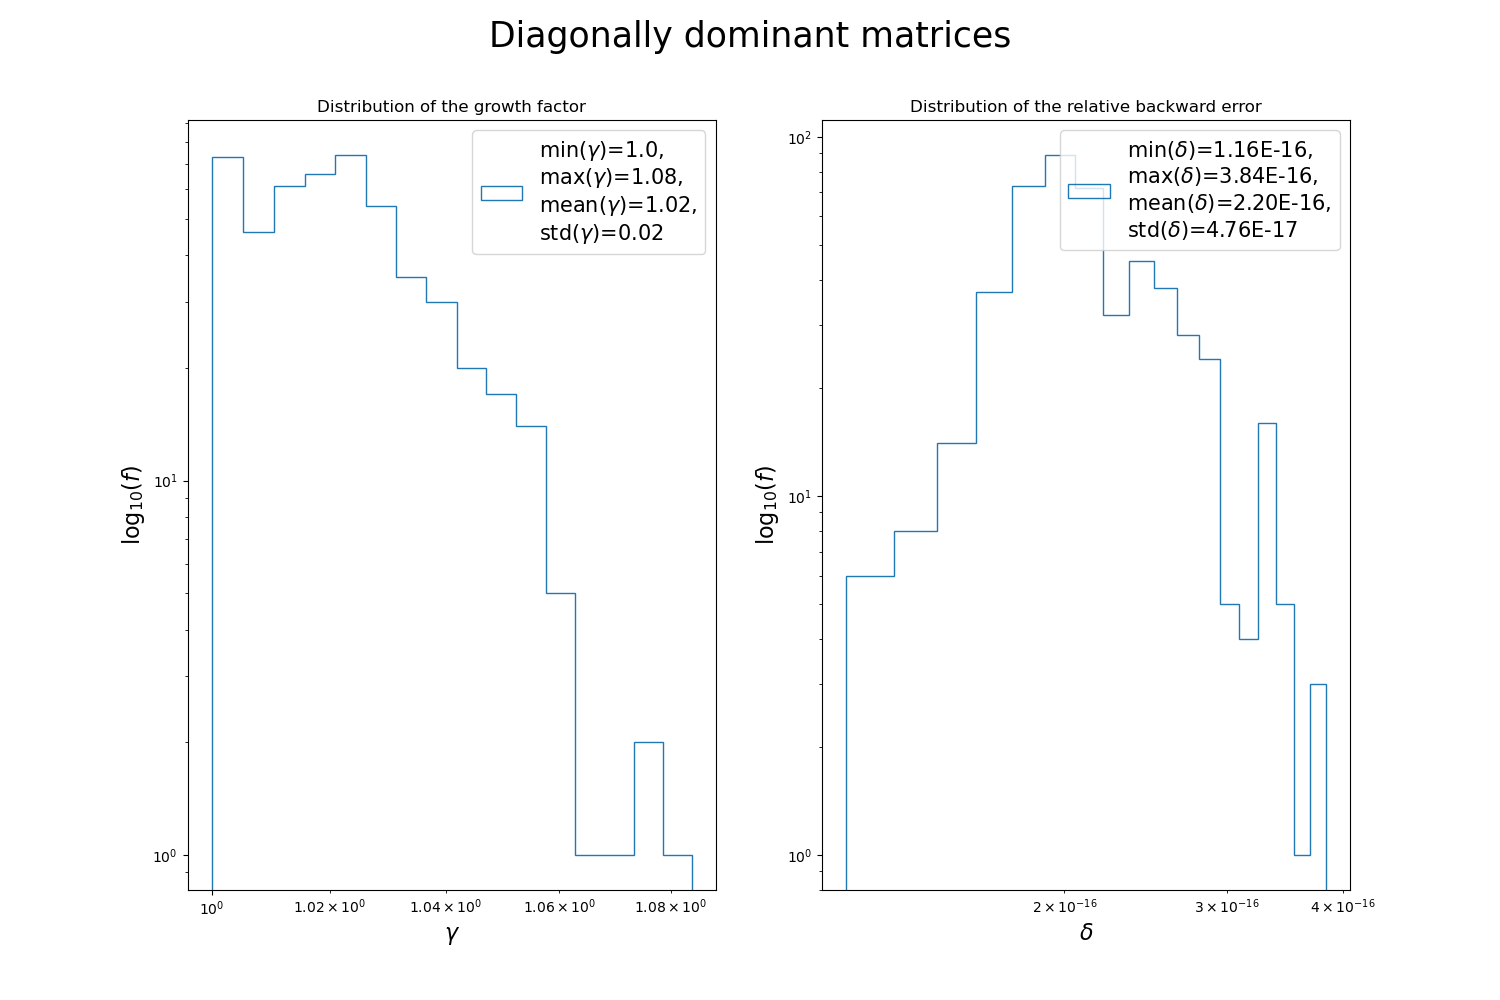 Diagonally dominant matrices
Distribution of the growth factor
min(γ)=1.0,
max(γ)=1.08,
mean(γ)=1.02,
std(γ)=0.02
log₁₀(f)
10¹
10⁰
10⁰
1.02 × 10⁰
1.04 × 10⁰
1.06 × 10⁰
1.08 × 10⁰
γ
Distribution of the relative backward error
min(δ)=1.16E-16,
max(δ)=3.84E-16,
mean(δ)=2.20E-16,
std(δ)=4.76E-17
log₁₀(f)
10²
10¹
10⁰
2 × 10⁻¹⁶
3 × 10⁻¹⁶
4 × 10⁻¹⁶
δ